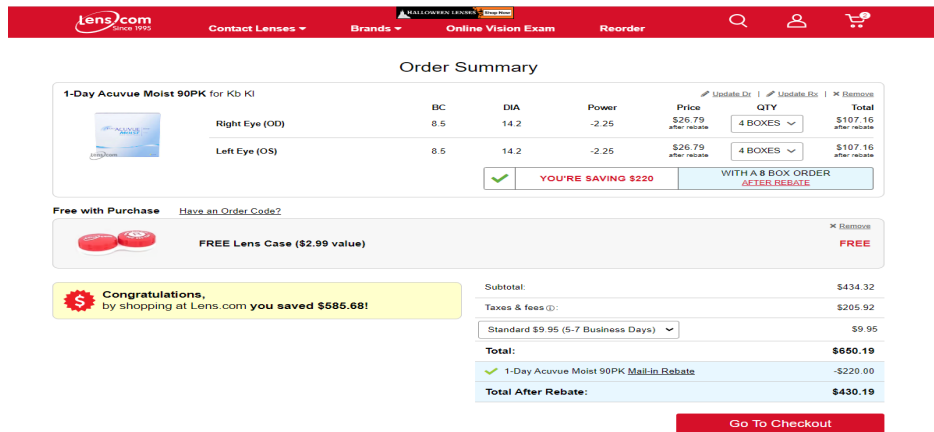 HALLOWEEN LENSES Shop Now
Lens.com
Since 1995
Contact Lenses Brands Online Vision Exam Reorder 2
Order Summary
1-Day Acuvue Moist 90PK for Kb KI Update Dr | Update Rx | × Remove
BC DIA Power Price QTY Total
Right Eye (OD) 8.5 14.2 -2.25 $26.79 4 BOXES $107.16
after rebate after rebate
Left Eye (OS) 8.5 14.2 -2.25 $26.79 4 BOXES $107.16
after rebate after rebate
ACUVUE
MOIST
Lens.com
YOU'RE SAVING $220 WITH A 8 BOX ORDER
AFTER REBATE
Free with Purchase Have an Order Code?
× Remove
FREE Lens Case ($2.99 value) FREE
Congratulations,
by shopping at Lens.com you saved $585.68!
Subtotal: $434.32
Taxes & fees ⓘ: $205.92
Standard $9.95 (5-7 Business Days) $9.95
Total: $650.19
1-Day Acuvue Moist 90PK Mail-in Rebate -$220.00
Total After Rebate: $430.19
Go To Checkout